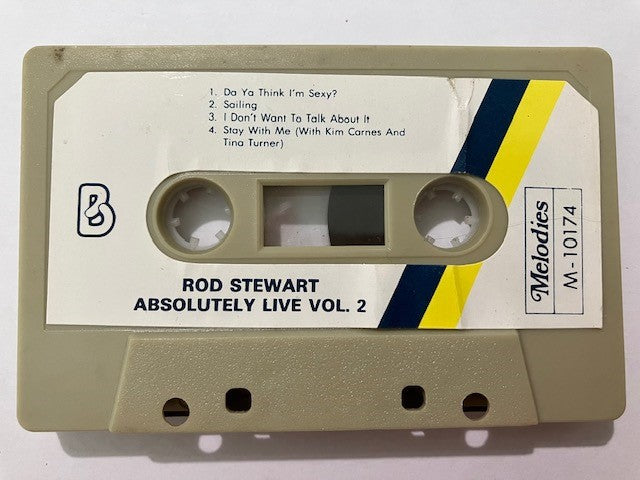 1. Da Ya Think I'm Sexy?
2. Sailing
3. I Don't Want To Talk About It
4. Stay With Me (With Kim Carnes And
Tina Turner)
B
ROD STEWART
ABSOLUTELY LIVE VOL. 2
Melodies
M-10174